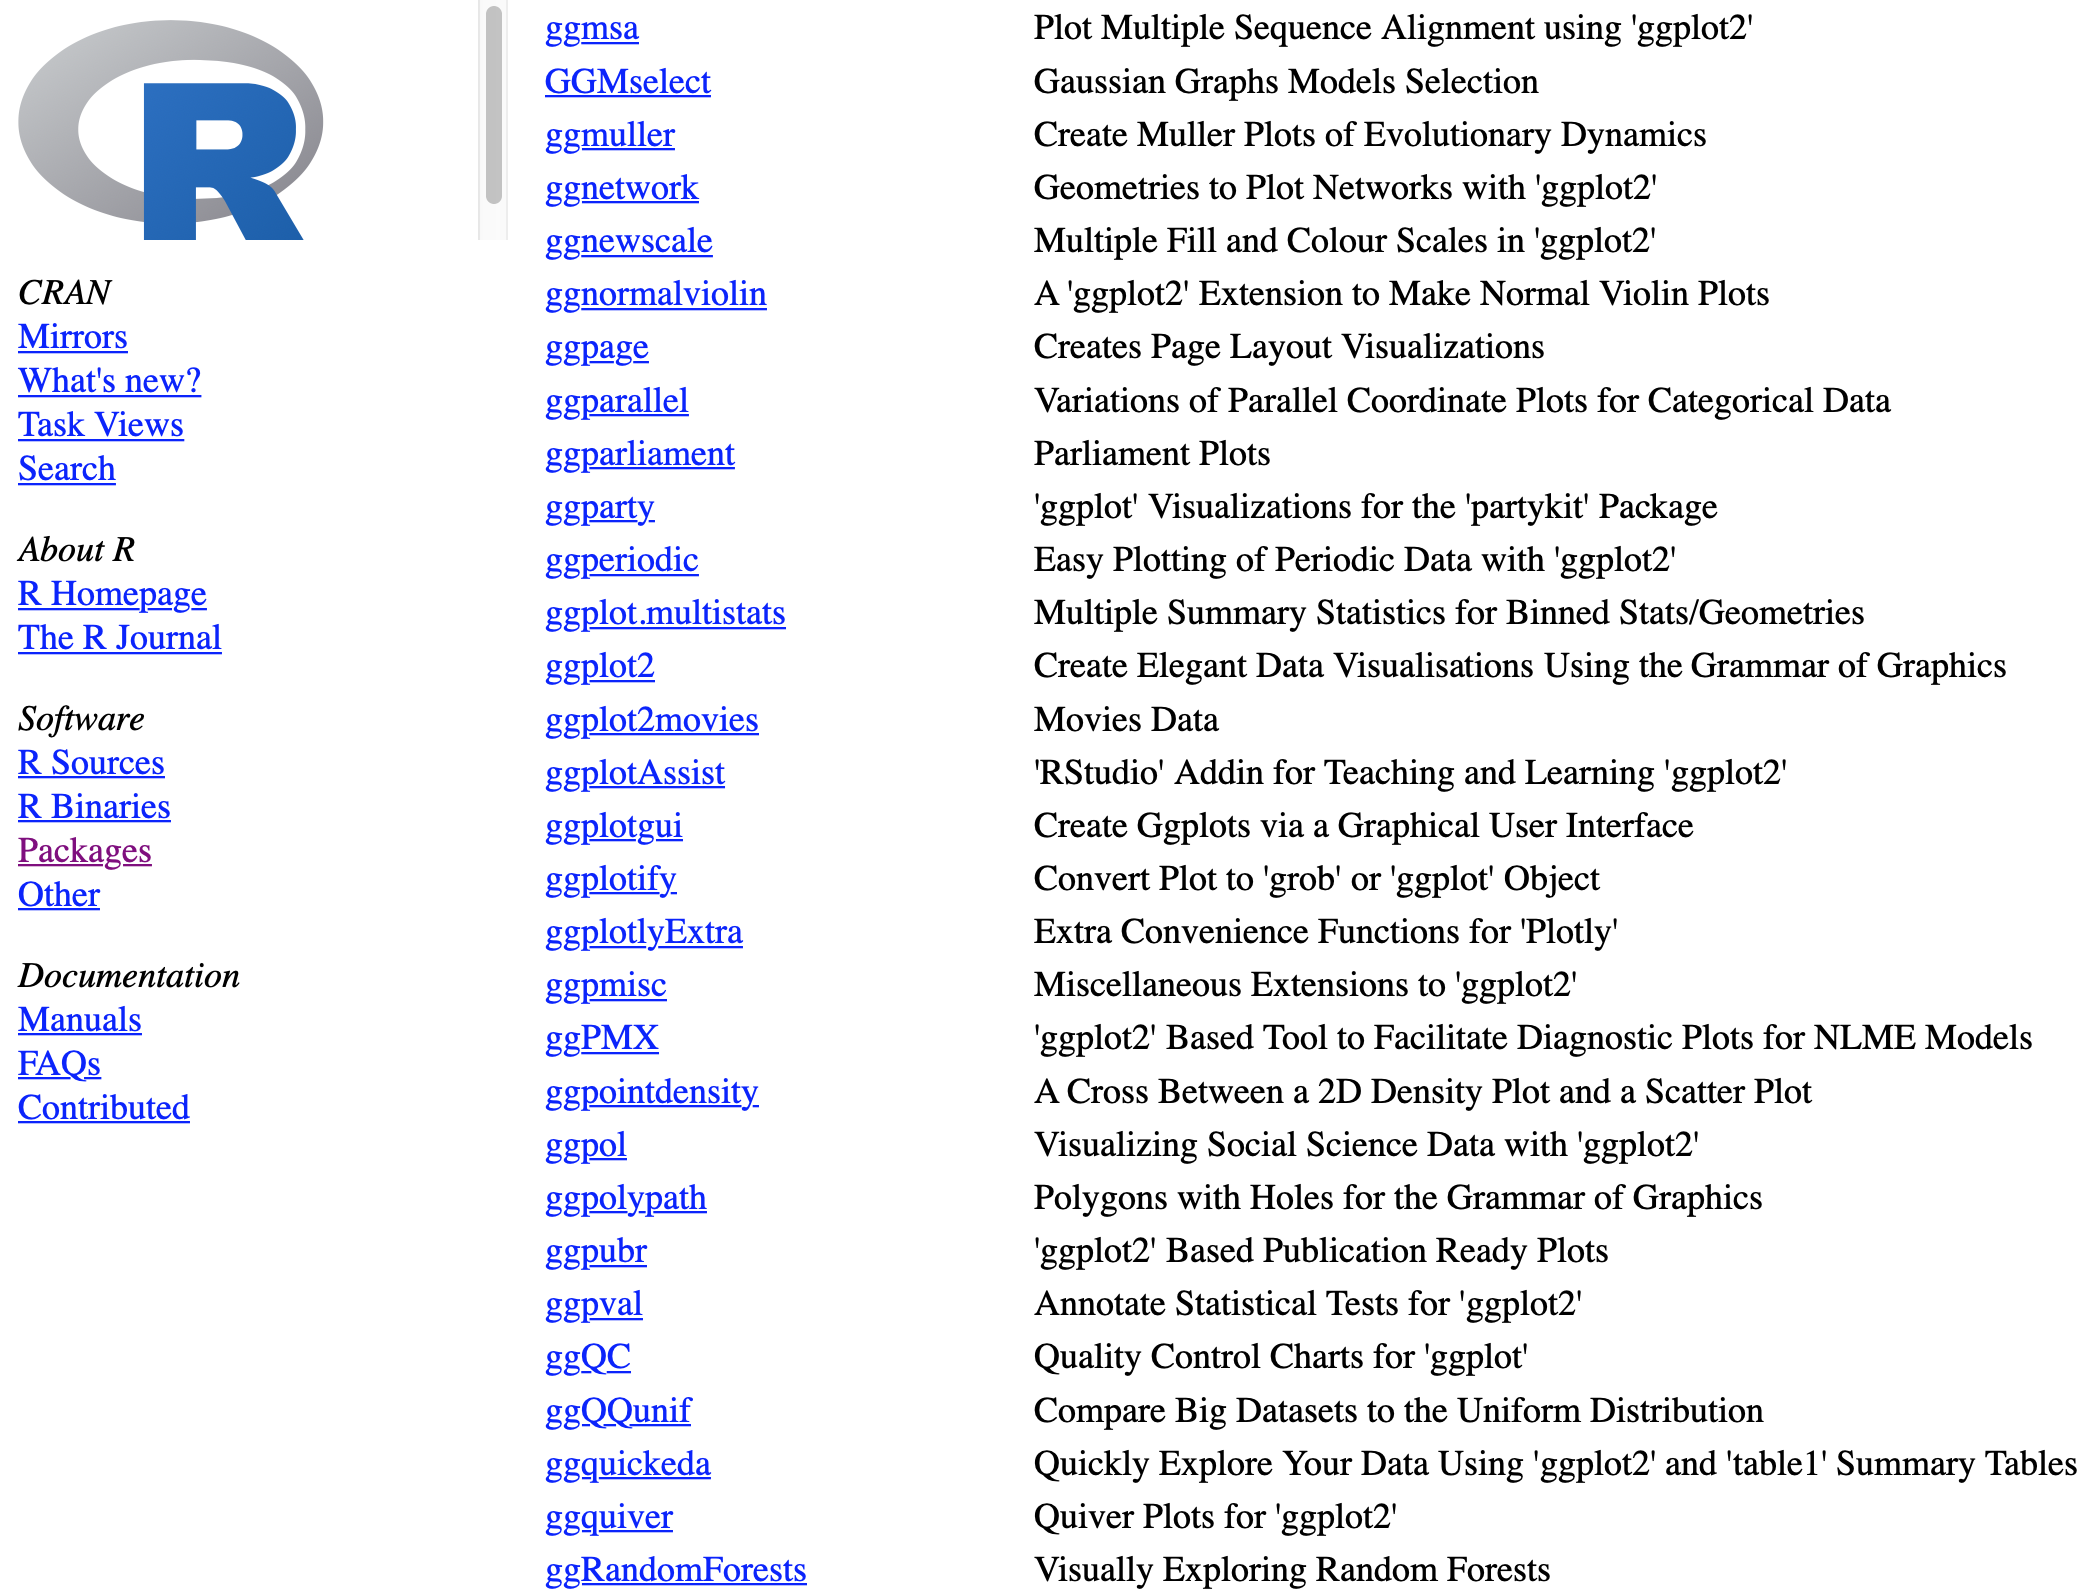 R
CRAN
Mirrors
What's new?
Task Views
Search
About R
R Homepage
The R Journal
Software
R Sources
R Binaries
Packages
Other
Documentation
Manuals
FAQs
Contributed
ggmsa Plot Multiple Sequence Alignment using 'ggplot2'
GGMselect Gaussian Graphs Models Selection
ggmuller Create Muller Plots of Evolutionary Dynamics
ggnetwork Geometries to Plot Networks with 'ggplot2'
ggnewscale Multiple Fill and Colour Scales in 'ggplot2'
ggnormalviolin A 'ggplot2' Extension to Make Normal Violin Plots
ggpage Creates Page Layout Visualizations
ggparallel Variations of Parallel Coordinate Plots for Categorical Data
ggparliament Parliament Plots
ggparty 'ggplot' Visualizations for the 'partykit' Package
ggperiodic Easy Plotting of Periodic Data with 'ggplot2'
ggplot.multistats Multiple Summary Statistics for Binned Stats/Geometries
ggplot2 Create Elegant Data Visualisations Using the Grammar of Graphics
ggplot2movies Movies Data
ggplotAssist 'RStudio' Addin for Teaching and Learning 'ggplot2'
ggplotgui Create Ggplots via a Graphical User Interface
ggplotify Convert Plot to 'grob' or 'ggplot' Object
ggplotlyExtra Extra Convenience Functions for 'Plotly'
ggpmisc Miscellaneous Extensions to 'ggplot2'
ggPMX 'ggplot2' Based Tool to Facilitate Diagnostic Plots for NLME Models
ggpointdensity A Cross Between a 2D Density Plot and a Scatter Plot
ggpol Visualizing Social Science Data with 'ggplot2'
ggpolypath Polygons with Holes for the Grammar of Graphics
ggpubr 'ggplot2' Based Publication Ready Plots
ggpval Annotate Statistical Tests for 'ggplot2'
ggQC Quality Control Charts for 'ggplot'
ggQQunif Compare Big Datasets to the Uniform Distribution
ggquickeda Quickly Explore Your Data Using 'ggplot2' and 'table1' Summary Tables
ggquiver Quiver Plots for 'ggplot2'
ggRandomForests Visually Exploring Random Forests